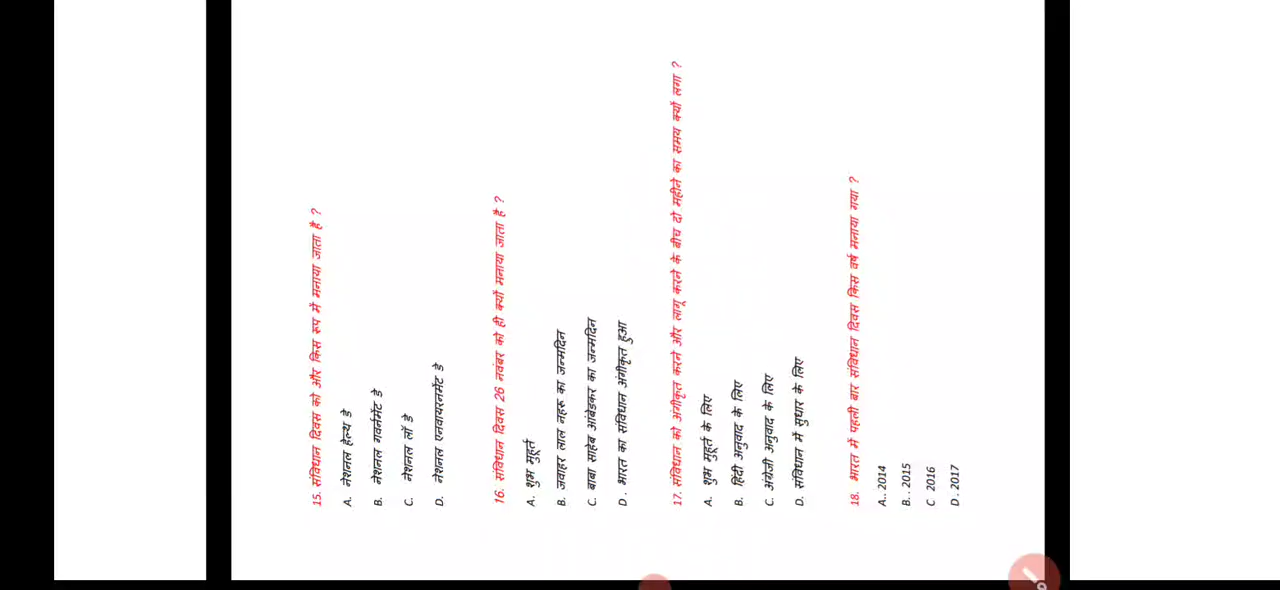 15. संविधान दिवस को और किस रूप में मनाया जाता है ?
A. नेशनल हेल्थ डे
B. नेशनल गवर्नमेंट डे
C. नेशनल लॉ डे
D. नेशनल एनवायरनमेंट डे
16. संविधान दिवस 26 नवंबर को ही क्यों मनाया जाता है ?
A. शुभ मुहूर्त
B. जवाहर लाल नहरू का जन्मदिन
C. बाबा साहेब आंबेडकर का जन्मदिन
D . भारत का संविधान अंगीकृत हुआ
17. संविधान को अंगीकृत करने और लागू करने के बीच दो महीने का समय क्यों लगा ?
A. शुभ मुहूर्त के लिए
B. हिंदी अनुवाद के लिए
C. अंग्रेजी अनुवाद के लिए
D. संविधान में सुधार के लिए
18. भारत में पहली बार संविधान दिवस किस वर्ष मनाया गया ?
A.. 2014
B. . 2015
C 2016
D . 2017